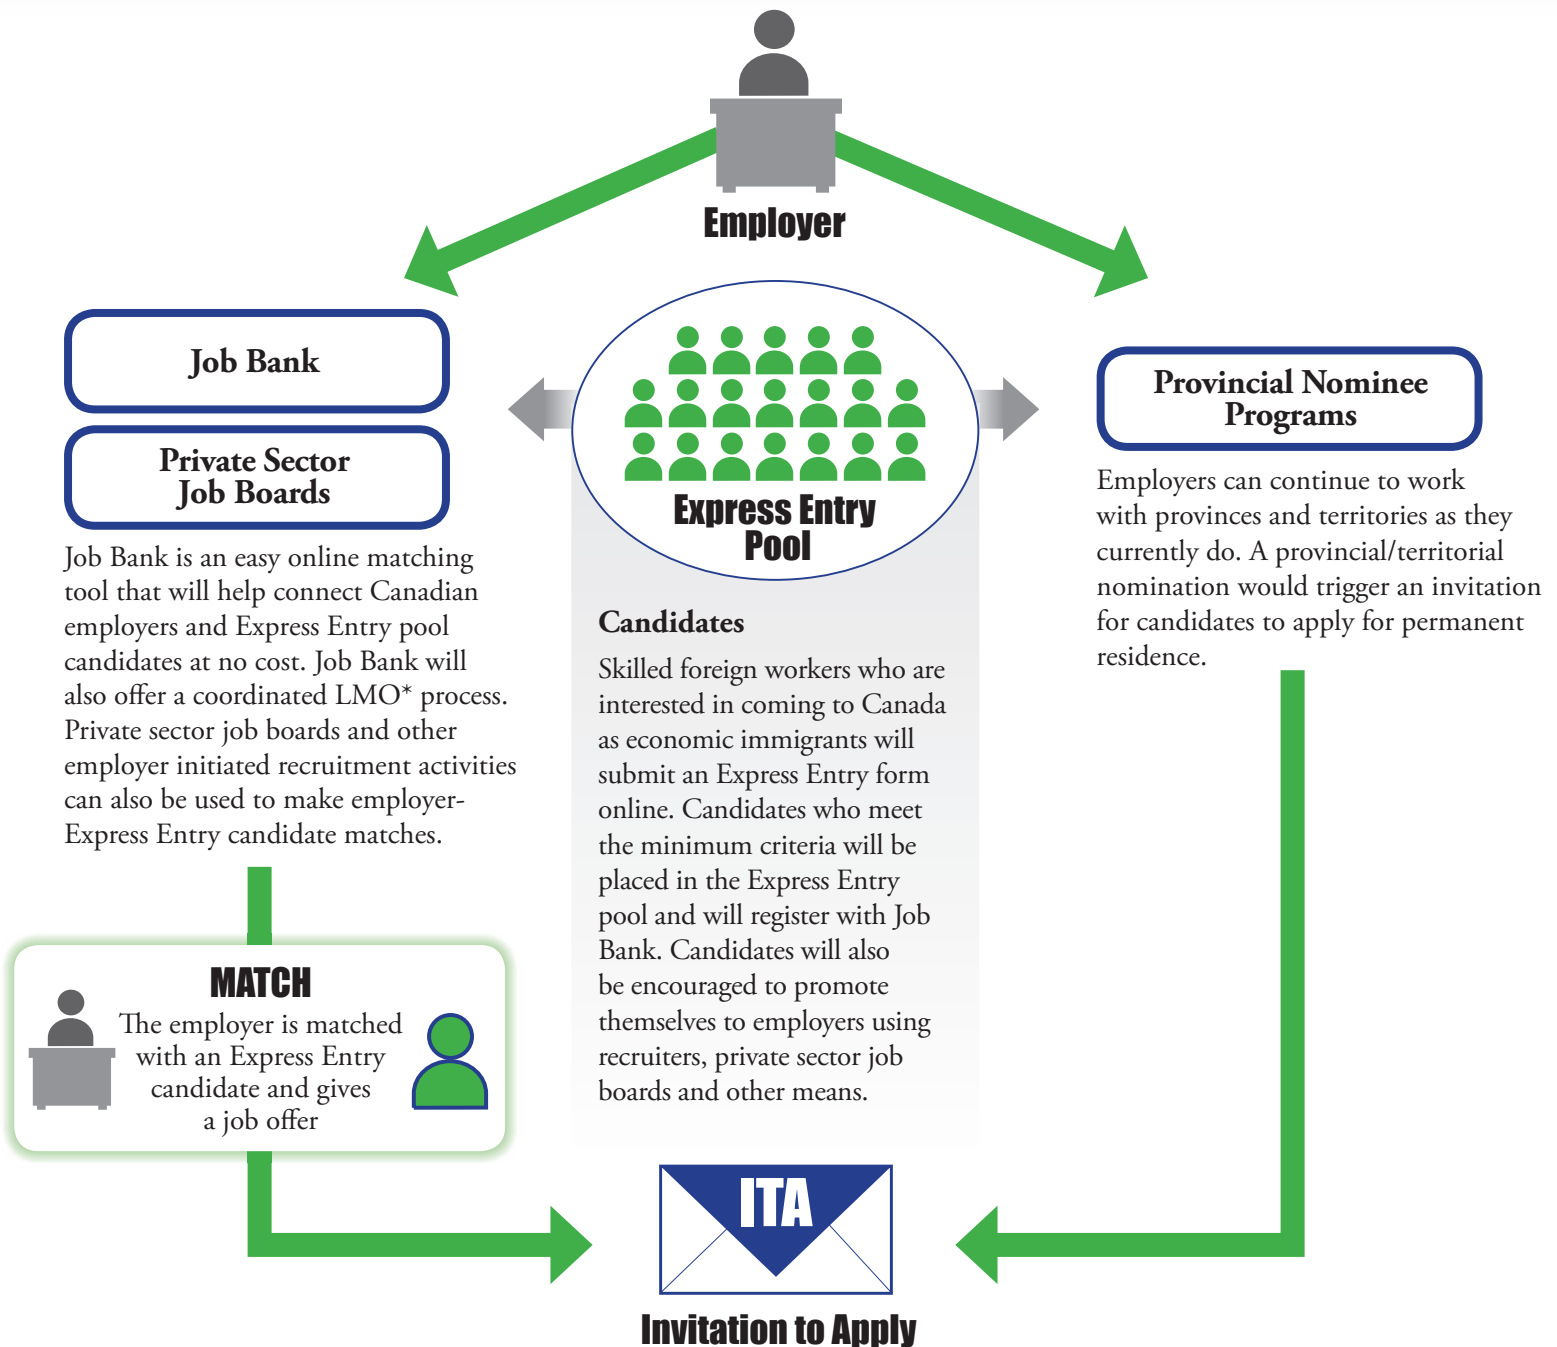 Employer
Job Bank
Private Sector
Job Boards
Job Bank is an easy online matching
tool that will help connect Canadian
employers and Express Entry pool
candidates at no cost. Job Bank will
also offer a coordinated LMO* process.
Private sector job boards and other
employer initiated recruitment activities
can also be used to make employer-
Express Entry candidate matches.
MATCH
The employer is matched
with an Express Entry
candidate and gives
a job offer
Express Entry
Pool
Candidates
Skilled foreign workers who are
interested in coming to Canada
as economic immigrants will
submit an Express Entry form
online. Candidates who meet
the minimum criteria will be
placed in the Express Entry
pool and will register with Job
Bank. Candidates will also
be encouraged to promote
themselves to employers using
recruiters, private sector job
boards and other means.
Provincial Nominee
Programs
Employers can continue to work
with provinces and territories as they
currently do. A provincial/territorial
nomination would trigger an invitation
for candidates to apply for permanent
residence.
ITA
Invitation to Apply